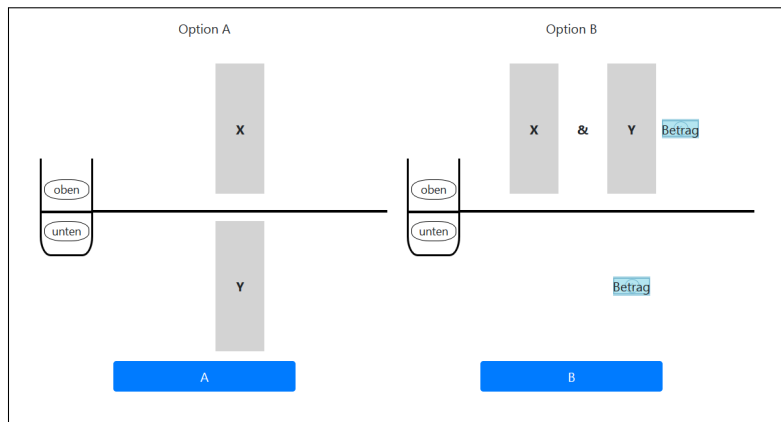 Option A
X
oben
unten
Y
A
Option B
X & Y Betrag
oben
unten
Betrag
B